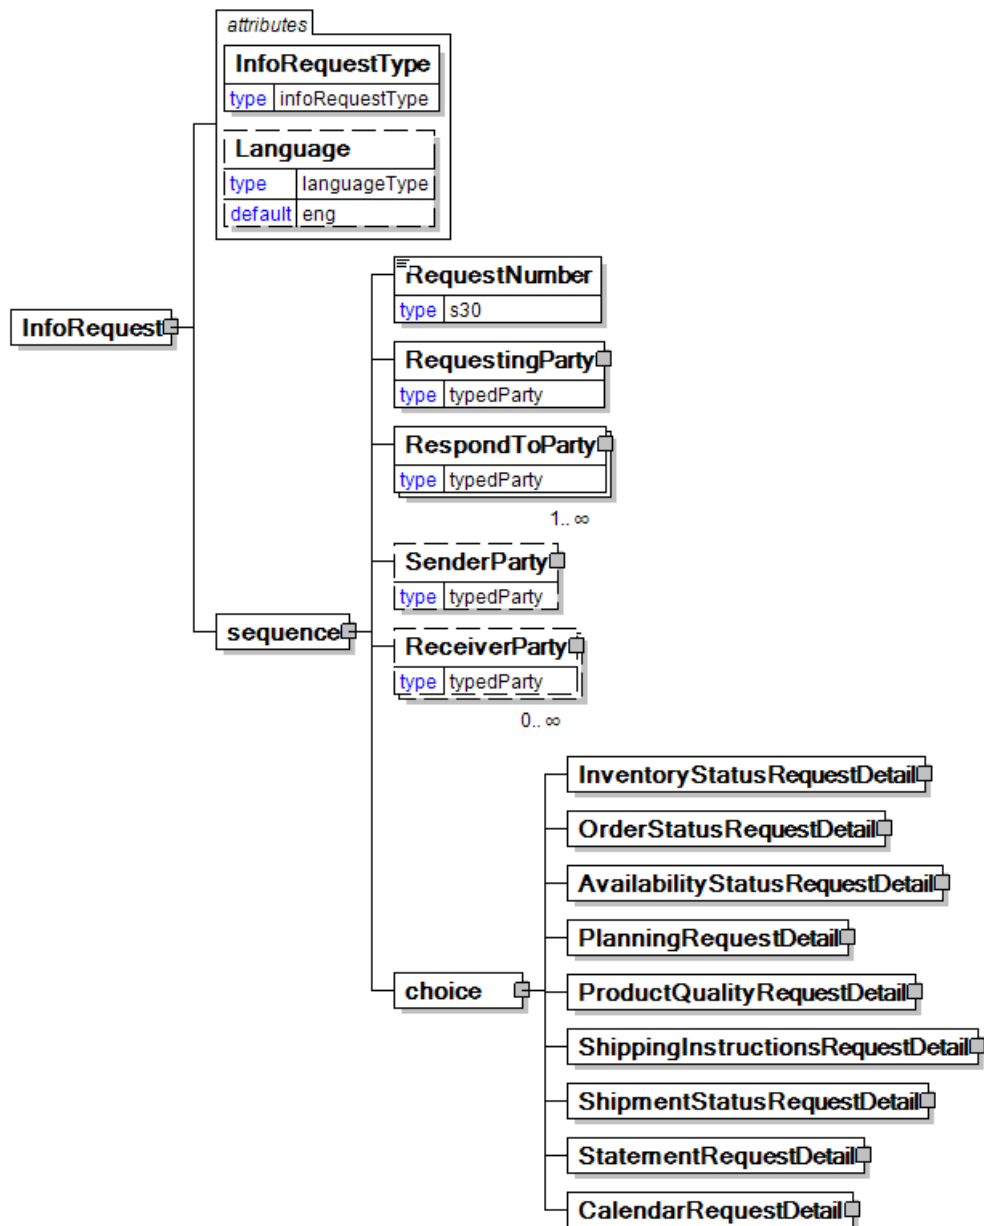 attributes
InfoRequestType
type infoRequestType
Language
type languageType
default eng
InfoRequest
RequestNumber
type s30
RequestingParty
type typedParty
RespondToParty
type typedParty
1.. ∞
SenderParty
type typedParty
sequence
ReceiverParty
type typedParty
0.. ∞
InventoryStatusRequestDetail
OrderStatusRequestDetail
AvailabilityStatusRequestDetail
PlanningRequestDetail
choice
ProductQualityRequestDetail
ShippingInstructionsRequestDetail
ShipmentStatusRequestDetail
StatementRequestDetail
CalendarRequestDetail